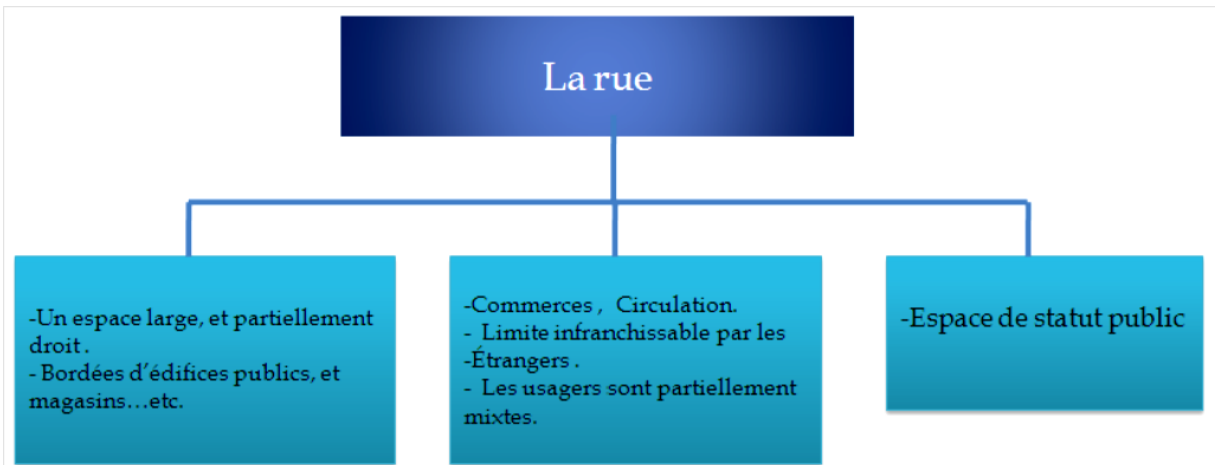 La rue
-Un espace large, et partiellement
droit .
- Bordées d'édifices publics, et
magasins...etc.
-Commerces , Circulation.
- Limite infranchissable par les
-Étrangers .
- Les usagers sont partiellement
mixtes.
-Espace de statut public